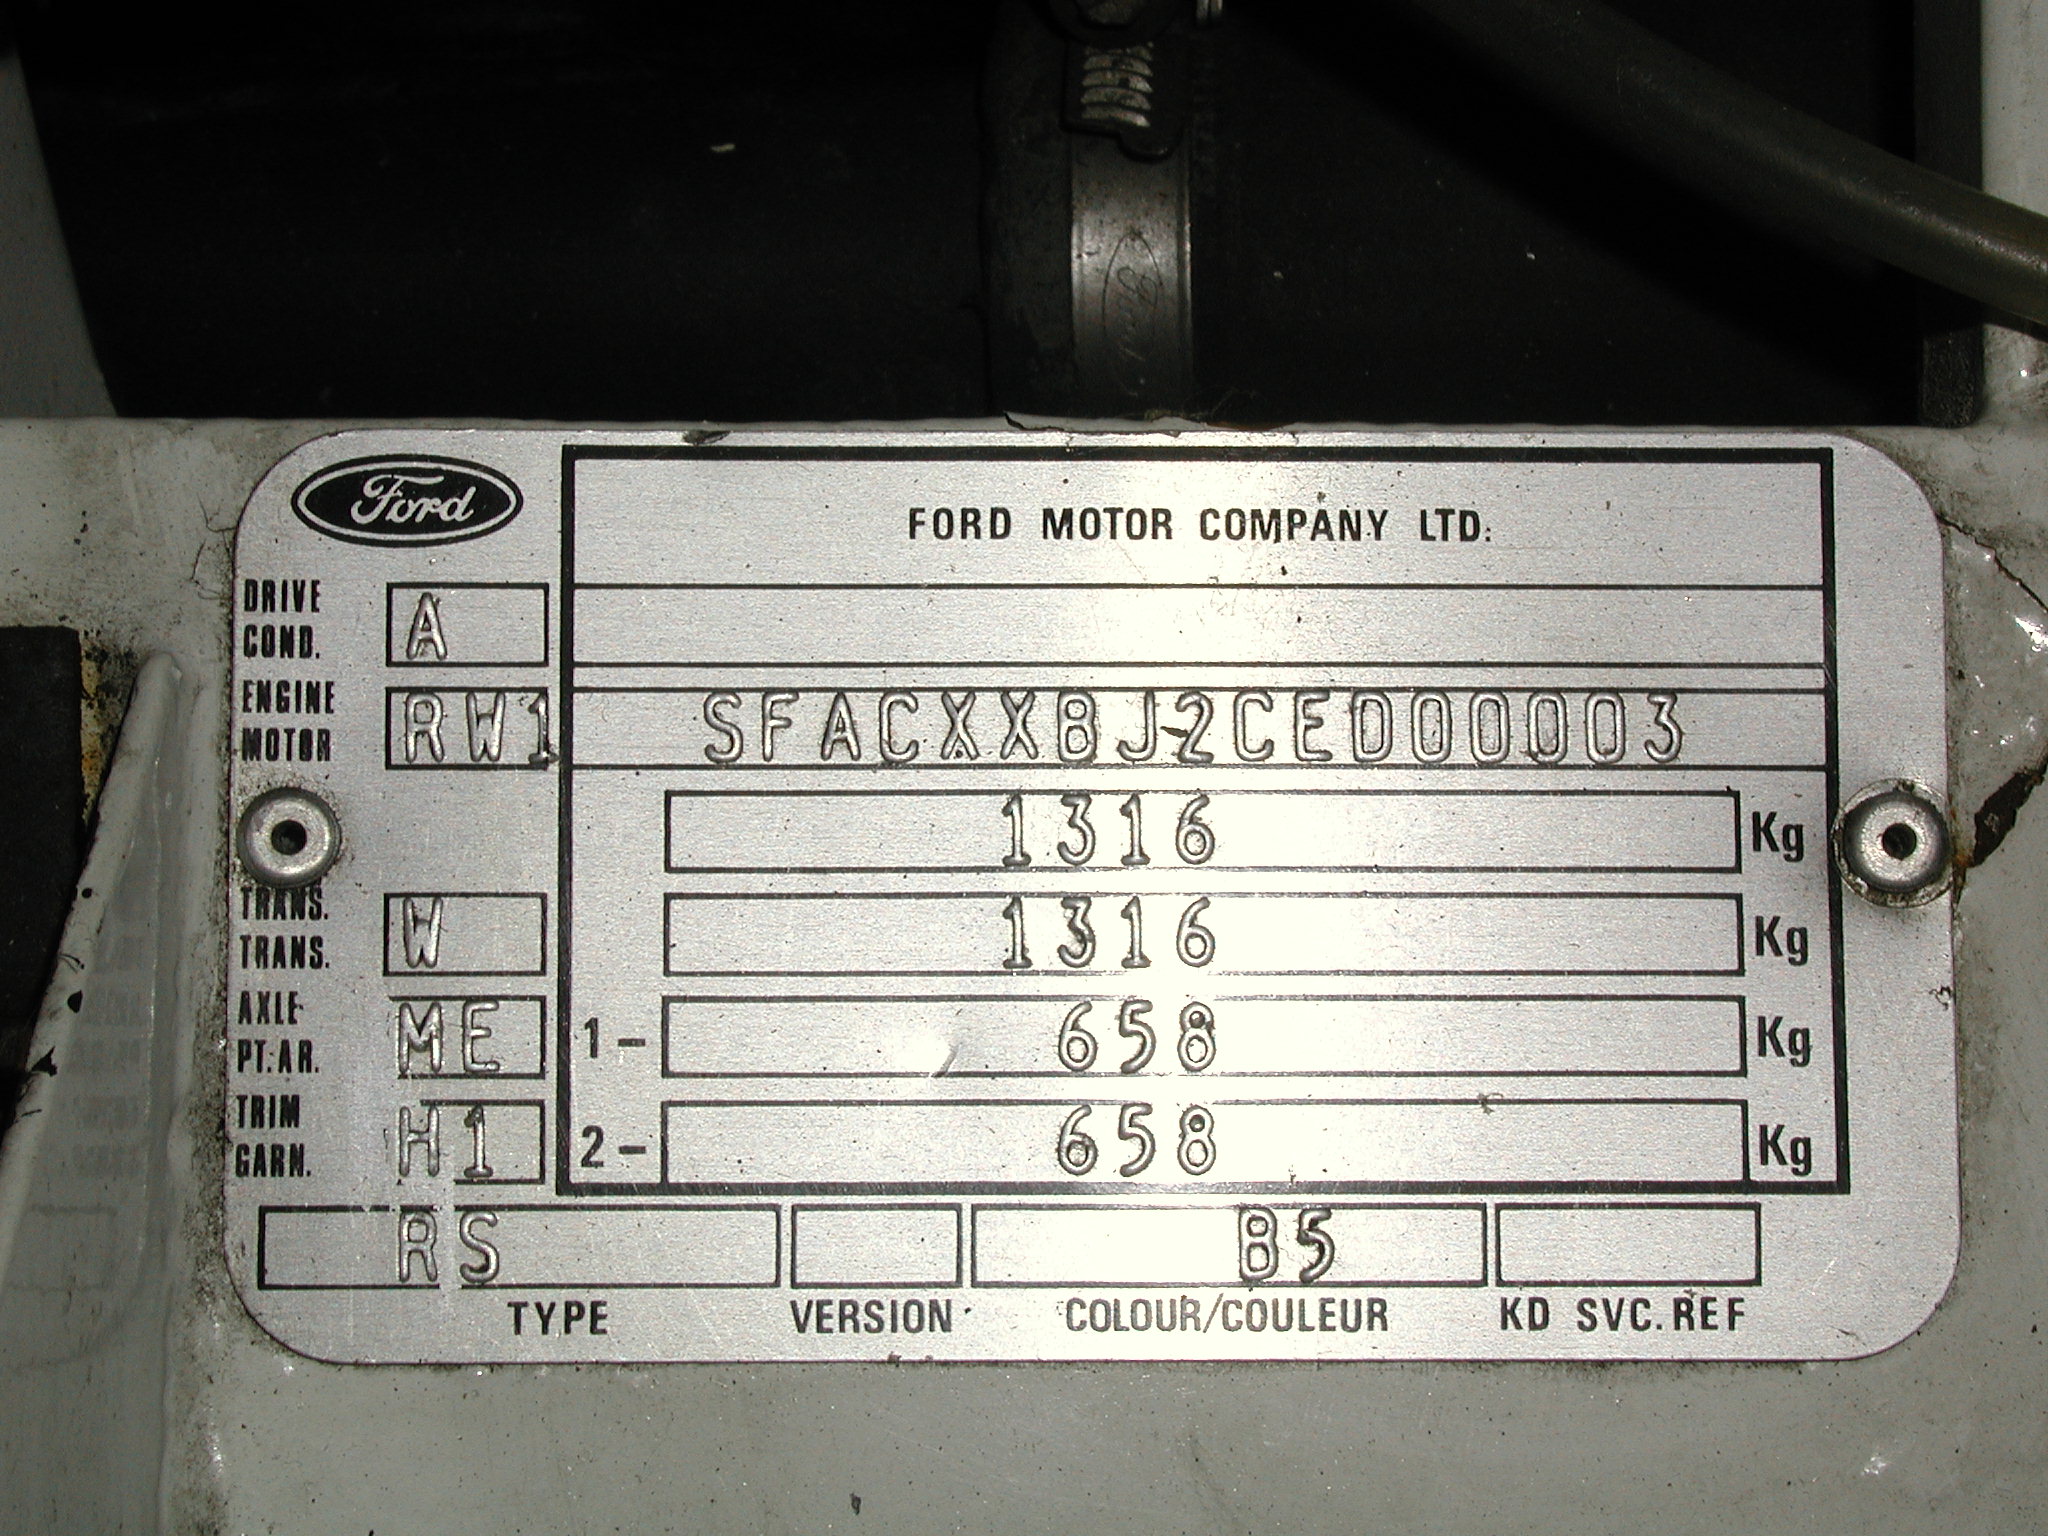 Ford
Ford
FORD MOTOR COMPANY LTD.
DRIVE
COND. A
ENGINE
MOTOR RW1 SFACXXBJ2CED00003
1316 Kg
TRANS.
TRANS. W 1316 Kg
AXLE
PT.AR. ME 1- 658 Kg
TRIM
GARN. H1 2- 658 Kg
RS B5
TYPE VERSION COLOUR/COULEUR KD SVC. REF